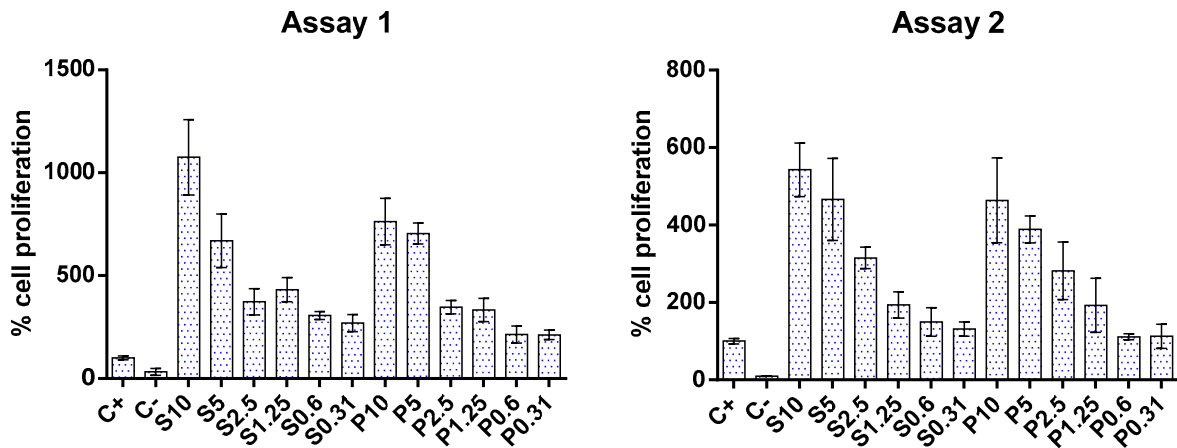 Assay 1
% cell proliferation
1500
1000
500
0
C+ C- S10 S5 S2.5 S1.25 S0.6 S0.31 P10 P5 P2.5 P1.25 P0.6 P0.31
Assay 2
% cell proliferation
800
600
400
200
0
C+ C- S10 S5 S2.5 S1.25 S0.6 S0.31 P10 P5 P2.5 P1.25 P0.6 P0.31